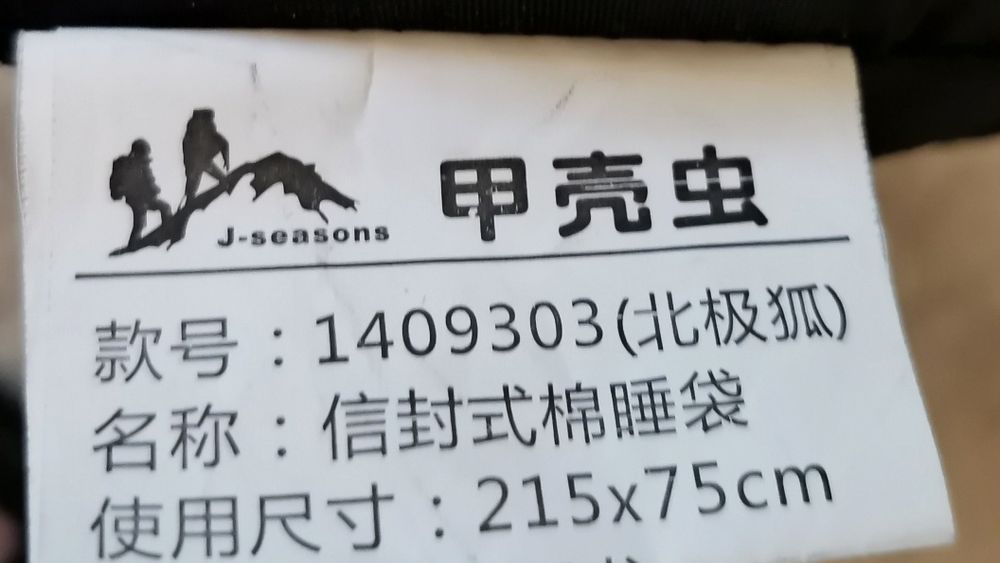 J-seasons 甲壳虫
款号：1409303(北极狐)
名称：信封式棉睡袋
使用尺寸：215x75cm